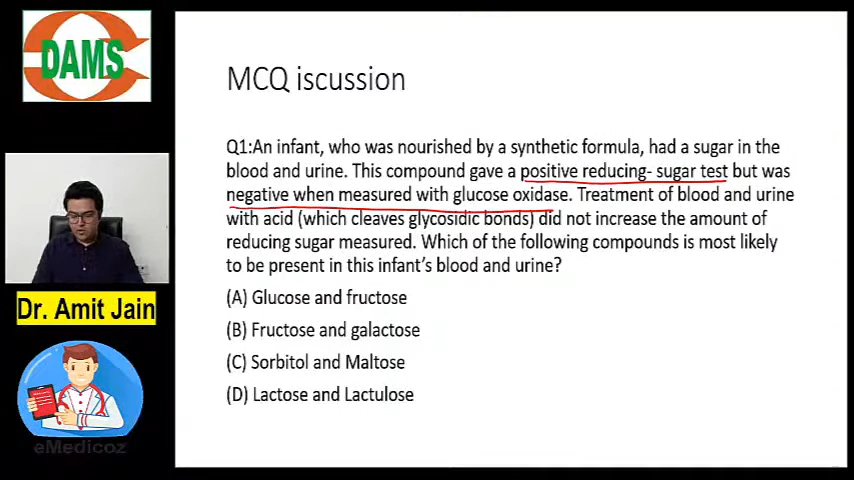 DAMS
MCQ iscussion
Q1:An infant, who was nourished by a synthetic formula, had a sugar in the
blood and urine. This compound gave a positive reducing- sugar test but was
negative when measured with glucose oxidase. Treatment of blood and urine
with acid (which cleaves glycosidic bonds) did not increase the amount of
reducing sugar measured. Which of the following compounds is most likely
to be present in this infant's blood and urine?
(A) Glucose and fructose
(B) Fructose and galactose
(C) Sorbitol and Maltose
(D) Lactose and Lactulose
Dr. Amit Jain
eMedicoz